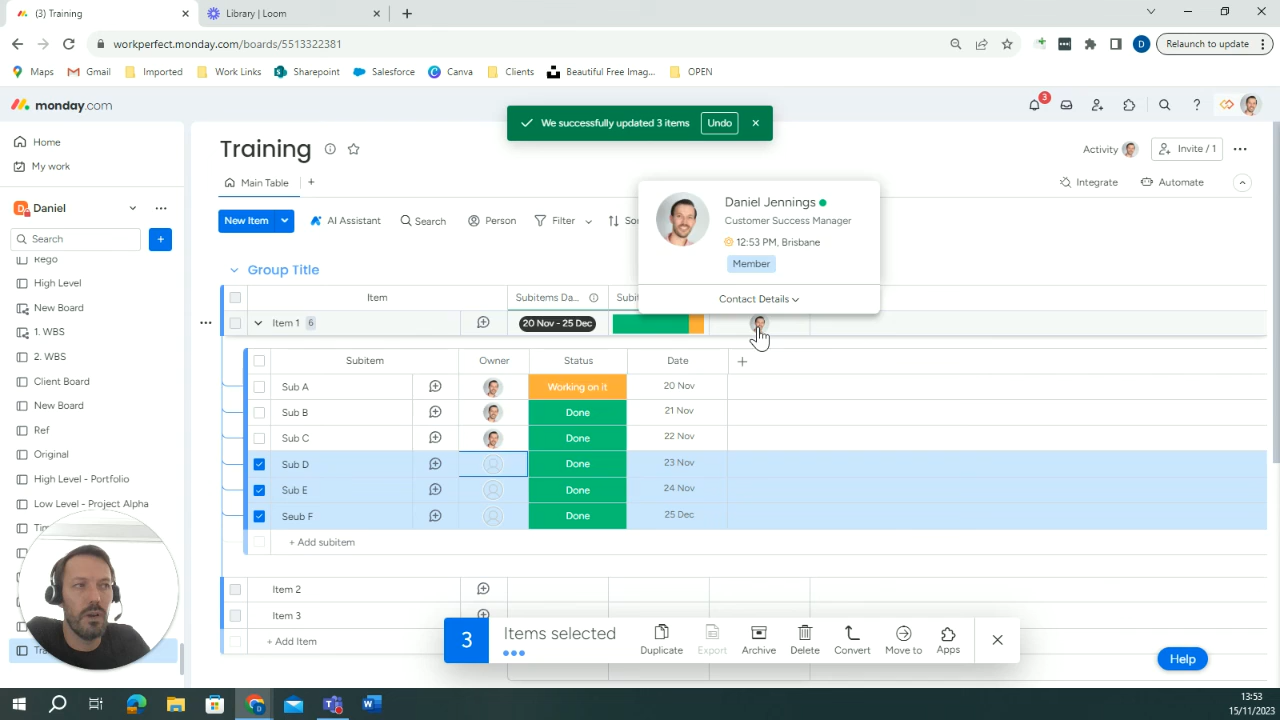 (3) Training
Library | Loom
workperfect.monday.com/boards/5513322381
D
Relaunch to update
Maps
Gmail
Imported
Work Links
Sharepoint
Salesforce
Canva
Clients
Beautiful Free Imag...
OPEN
monday.com
3
We successfully updated 3 items
Undo
Home
My work
D
Daniel
Search
Rego
High Level
New Board
1. WBS
2. WBS
Client Board
New Board
Ref
Original
High Level - Portfolio
Low Level - Project Alpha
Training
Activity
Invite / 1
Main Table
Integrate
Automate
New Item
AI Assistant
Search
Person
Filter
Daniel Jennings
Customer Success Manager
12:53 PM, Brisbane
Member
Contact Details
Group Title
Item
Subitems Da...
Item 1 6
20 Nov - 25 Dec
Subitem
Owner
Status
Date
Sub A
Working on it
20 Nov
Sub B
Done
21 Nov
Sub C
Done
22 Nov
Sub D
Done
23 Nov
Sub E
Done
24 Nov
Seub F
Done
25 Dec
+ Add subitem
Item 2
Item 3
+ Add Item
3
Items selected
Duplicate
Export
Archive
Delete
Convert
Move to
Apps
Help
13:53
15/11/2023